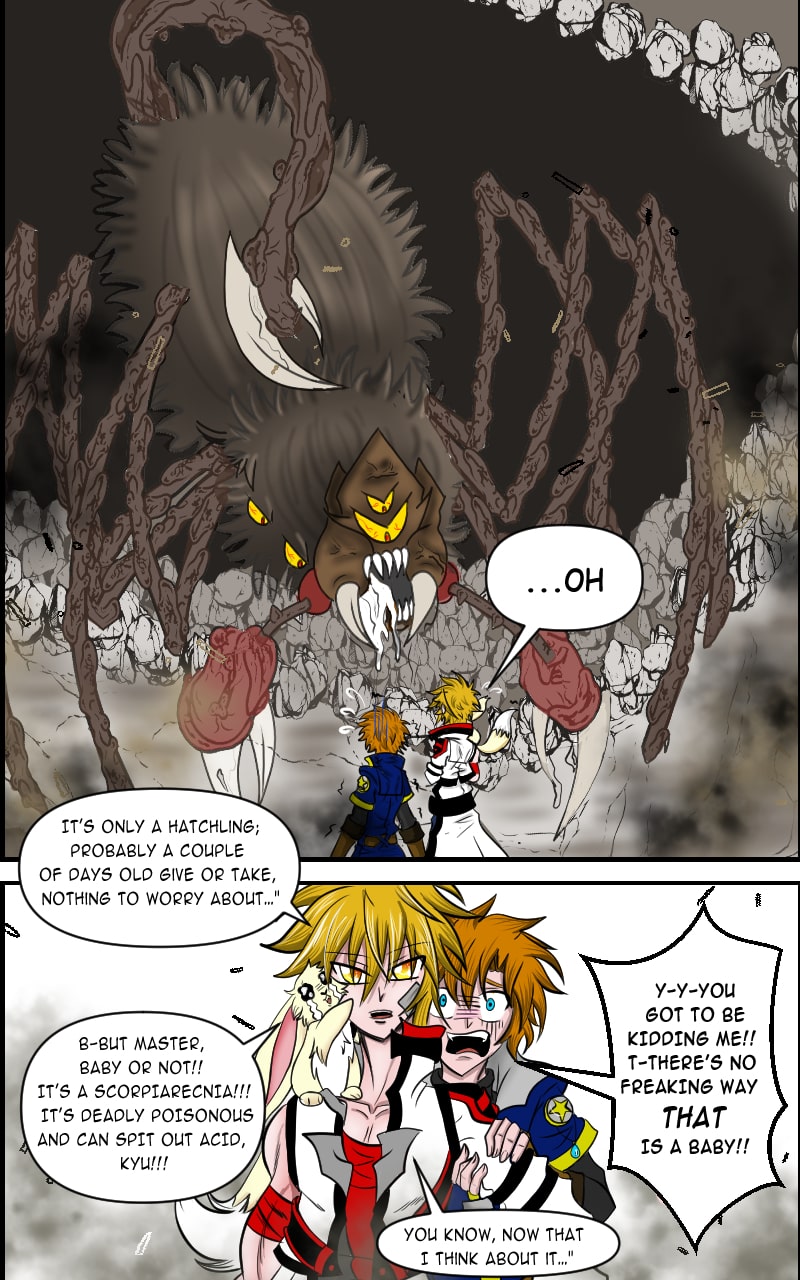 ...OH
IT'S ONLY A HATCHLING;
PROBABLY A COUPLE
OF DAYS OLD GIVE OR TAKE,
NOTHING TO WORRY ABOUT..."
Y-Y-YOU
GOT TO BE
KIDDING ME!!
T-THERE'S NO
FREAKING WAY
THAT
IS A BABY!!
B-BUT MASTER,
BABY OR NOT!!
IT'S A SCORPIARECNIA!!!
IT'S DEADLY POISONOUS
AND CAN SPIT OUT ACID,
KYU!!!
YOU KNOW, NOW THAT
I THINK ABOUT IT..."